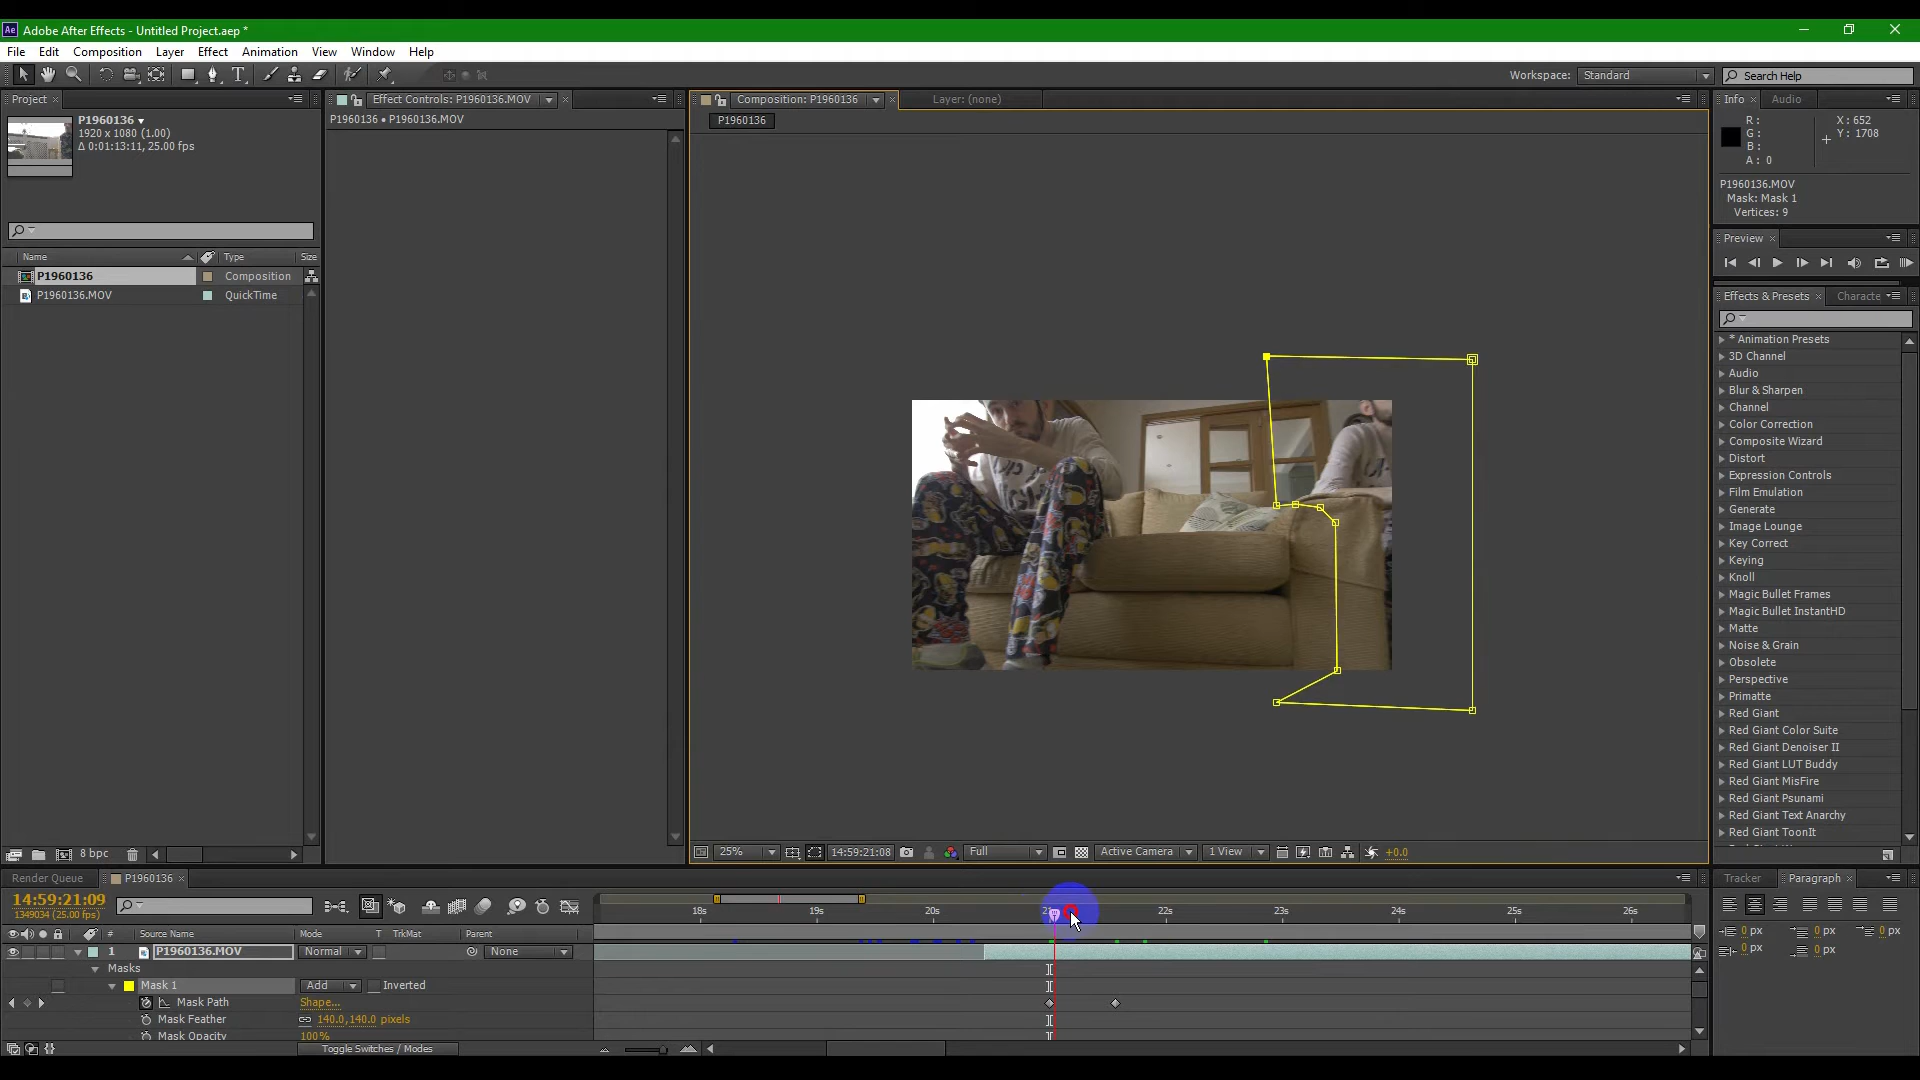 Adobe After Effects - Untitled Project.aep *
File Edit Composition Layer Effect Animation View Window Help
Workspace: Standard Search Help
Project
P1960136
1920 x 1080 (1.00)
Δ 0:01:13:11, 25.00 fps
Name Type Size
P1960136 Composition
P1960136.MOV QuickTime
8 bpc
Effect Controls: P1960136.MOV
P1960136 • P1960136.MOV
Composition: P1960136 Layer: (none)
P1960136
25% 14:59:21:08 Full Active Camera 1 View +0.0
Info Audio
R: X: 652
G: Y: 1708
B:
A: 0
P1960136.MOV
Mask: Mask 1
Vertices: 9
Preview
Effects & Presets Characte
* Animation Presets
3D Channel
Audio
Blur & Sharpen
Channel
Color Correction
Composite Wizard
Distort
Expression Controls
Film Emulation
Generate
Image Lounge
Key Correct
Keying
Knoll
Magic Bullet Frames
Magic Bullet InstantHD
Matte
Noise & Grain
Obsolete
Perspective
Primatte
Red Giant
Red Giant Color Suite
Red Giant Denoiser II
Red Giant LUT Buddy
Red Giant MisFire
Red Giant Psunami
Red Giant Text Anarchy
Red Giant ToonIt
Render Queue P1960136
14:59:21:09
1349034 (25.00 fps)
18s 19s 20s 22s 23s 24s 25s 26s
# Source Name Mode T TrkMat Parent
1 P1960136.MOV Normal None
Masks
Mask 1 Add Inverted
Mask Path Shape...
Mask Feather 140.0,140.0 pixels
Mask Opacity 100%
Toggle Switches / Modes
Tracker Paragraph
0 px 0 px 0 px
0 px 0 px